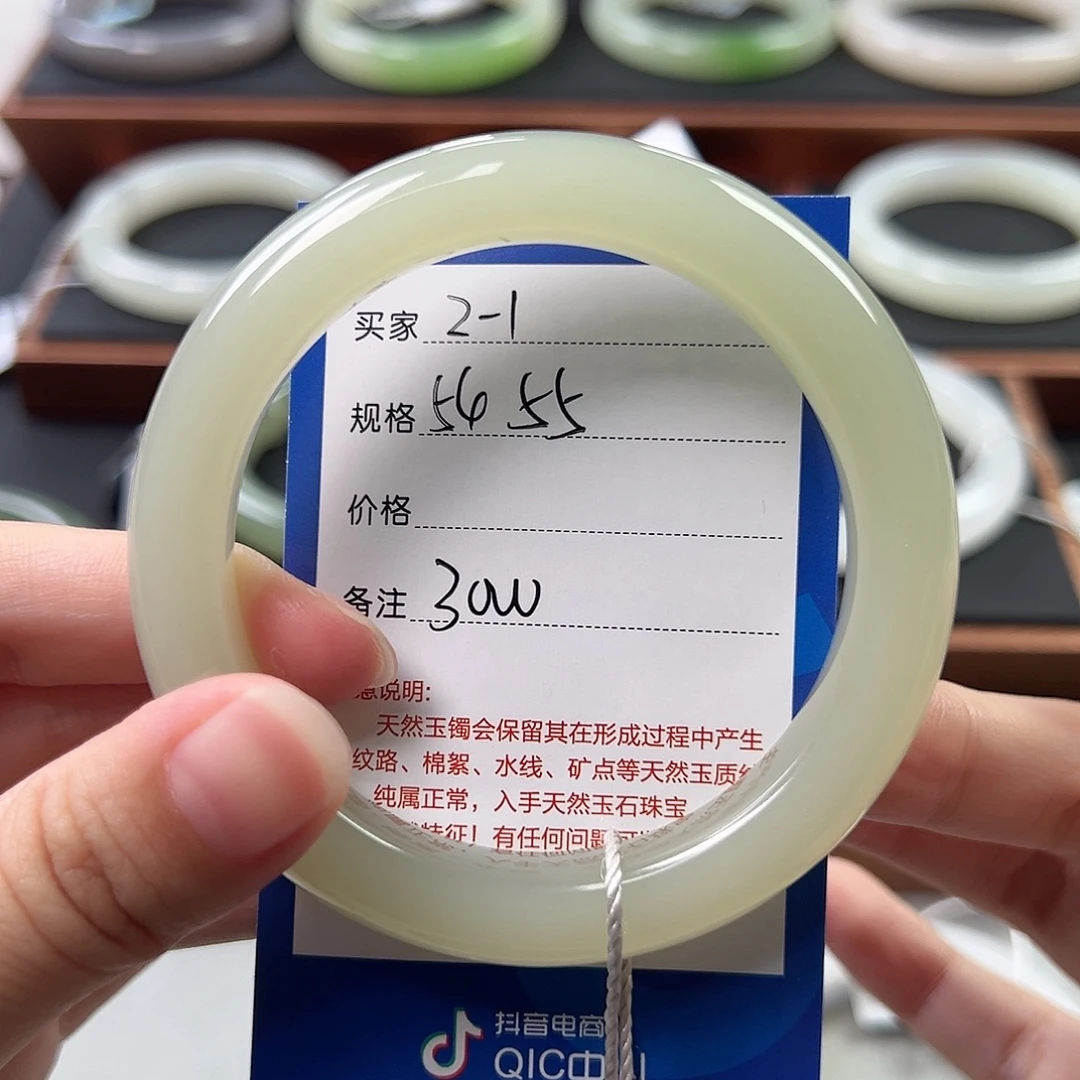 买家 2-1
规格 56 55
价格
备注 300
说明:
天然玉镯会保留其在形成过程中产生
纹路、棉絮、水线、矿点等天然玉质
纯属正常，入手天然玉石珠宝
特征！有任何问题
抖音电商
QIC